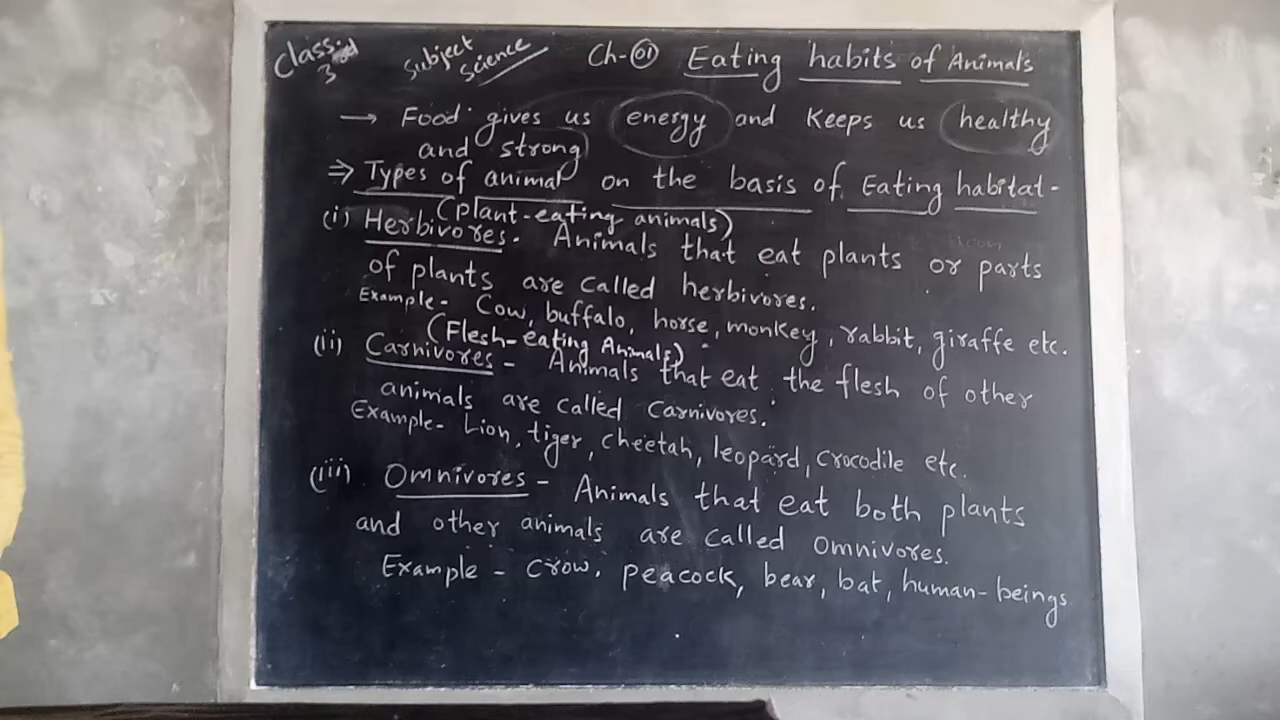 Class: 3rd
Subject Science
Ch-01 Eating habits of Animals
→ Food gives us energy and keeps us healthy
and strong
⇒ Types of animal on the basis of Eating habitat-
(Plant-eating animals)
(i) Herbivores. Animals that eat plants or parts
of plants are called herbivores.
Example- Cow, buffalo, horse, monkey, rabbit, giraffe etc.
(Flesh-eating Animals)
(ii) Carnivores - Animals that eat the flesh of other
animals are called Carnivores.
Example- Lion, tiger, cheetah, leopard, crocodile etc.
(iii) Omnivores - Animals that eat both plants
and other animals are called Omnivores.
Example - Crow, peacock, bear, bat, human-beings